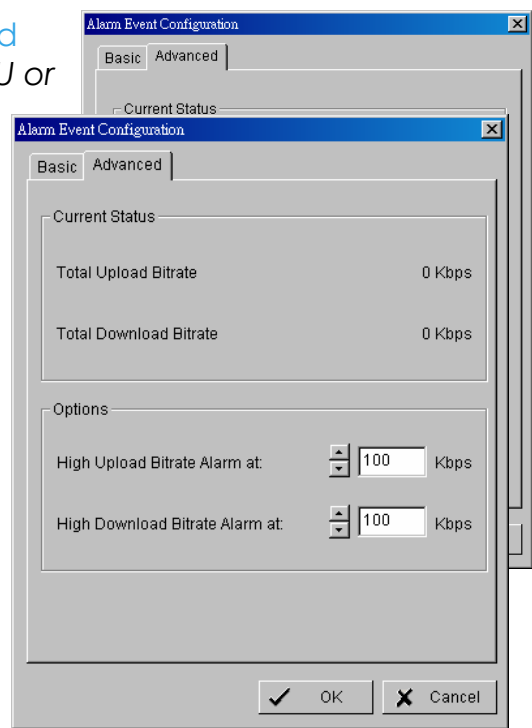 d
U or
Alarm Event Configuration
Basic Advanced
Current Status
Alarm Event Configuration
Basic Advanced
Current Status
Total Upload Bitrate 0 Kbps
Total Download Bitrate 0 Kbps
Options
High Upload Bitrate Alarm at: 100 Kbps
High Download Bitrate Alarm at: 100 Kbps
OK Cancel